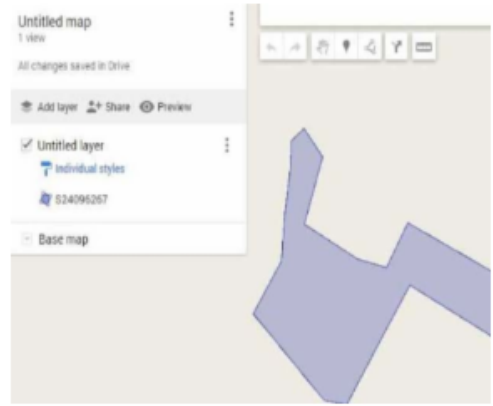 Untitled map
1 view
All changes saved in Drive
Add layer Share Preview
Untitled layer
Individual styles
S24096267
Base map